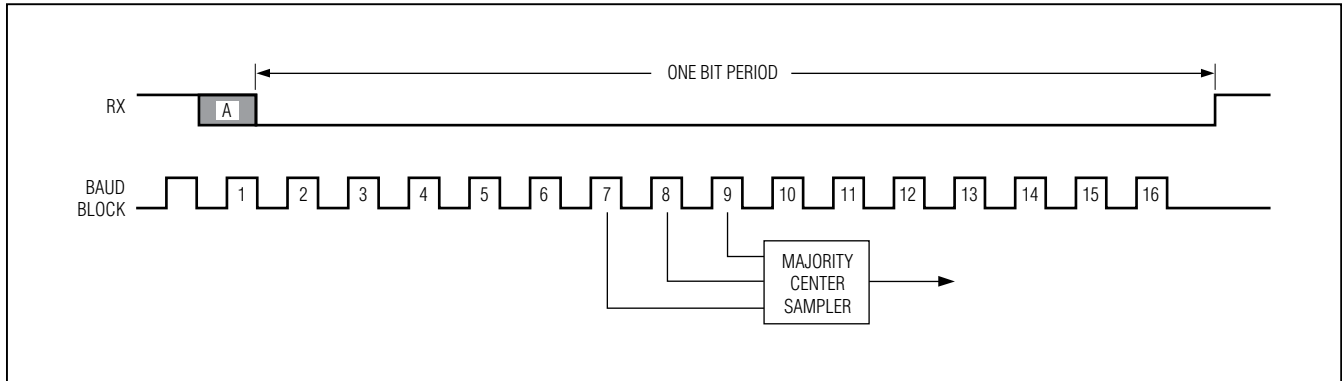 ONE BIT PERIOD
RX
A
BAUD
BLOCK
1 2 3 4 5 6 7 8 9 10 11 12 13 14 15 16
MAJORITY
CENTER
SAMPLER